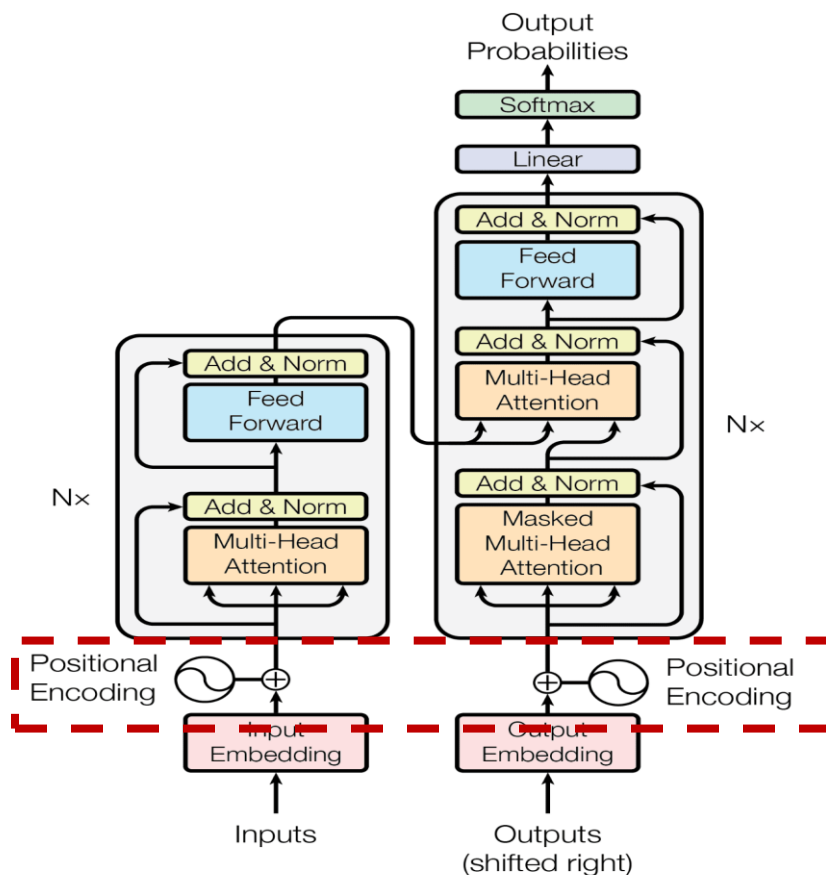 Output
Probabilities
Softmax
Linear
Add & Norm
Feed
Forward
Add & Norm
Multi-Head
Attention
Nx
Add & Norm
Masked
Multi-Head
Attention
Add & Norm
Feed
Forward
Nx
Add & Norm
Multi-Head
Attention
Positional
Encoding
Positional
Encoding
Input
Embedding
Output
Embedding
Inputs
Outputs
(shifted right)